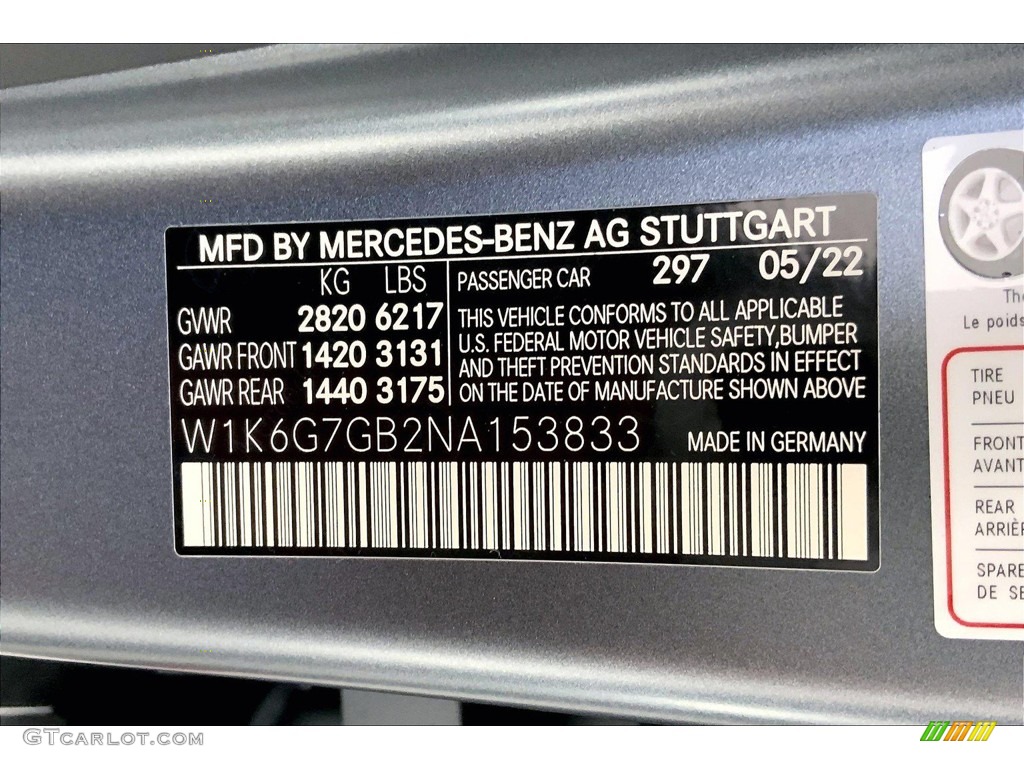 MFD BY MERCEDES-BENZ AG STUTTGART
KG LBS
GVWR 2820 6217
GAWR FRONT 1420 3131
GAWR REAR 1440 3175
PASSENGER CAR 297 05/22
THIS VEHICLE CONFORMS TO ALL APPLICABLE
U.S. FEDERAL MOTOR VEHICLE SAFETY,BUMPER
AND THEFT PREVENTION STANDARDS IN EFFECT
ON THE DATE OF MANUFACTURE SHOWN ABOVE
W1K6G7GB2NA153833 MADE IN GERMANY
Le poids
TIRE
PNEU
FRONT
AVANT
REAR
SPARE
GTcarlot.com